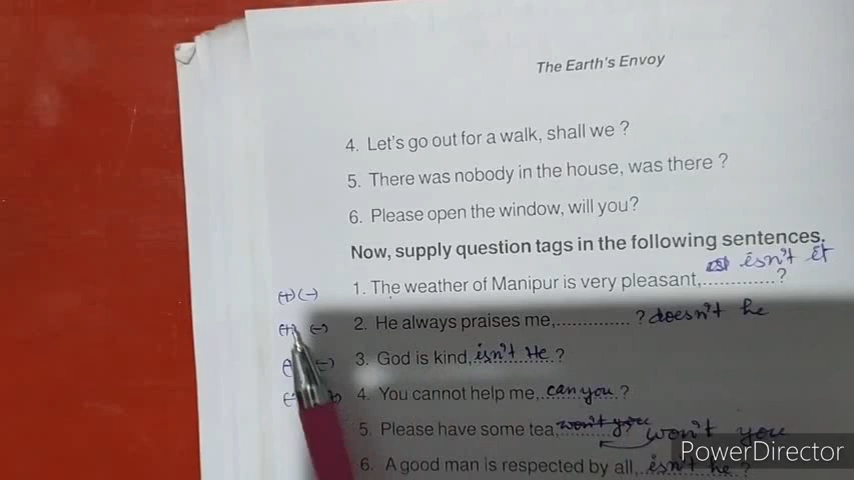 The Earth's Envoy
4. Let's go out for a walk, shall we ?
5. There was nobody in the house, was there ?
6. Please open the window, will you?
Now, supply question tags in the following sentences.
(+) (-) 1. The weather of Manipur is very pleasant,..............? isn't it
(+) (-) 2. He always praises me,...............? doesn't he
(-) 3. God is kind, isn't He ?
4. You cannot help me, can you ?
5. Please have some tea, won't you ? won't you
6. A good man is respected by all, isn't he ?
PowerDirector